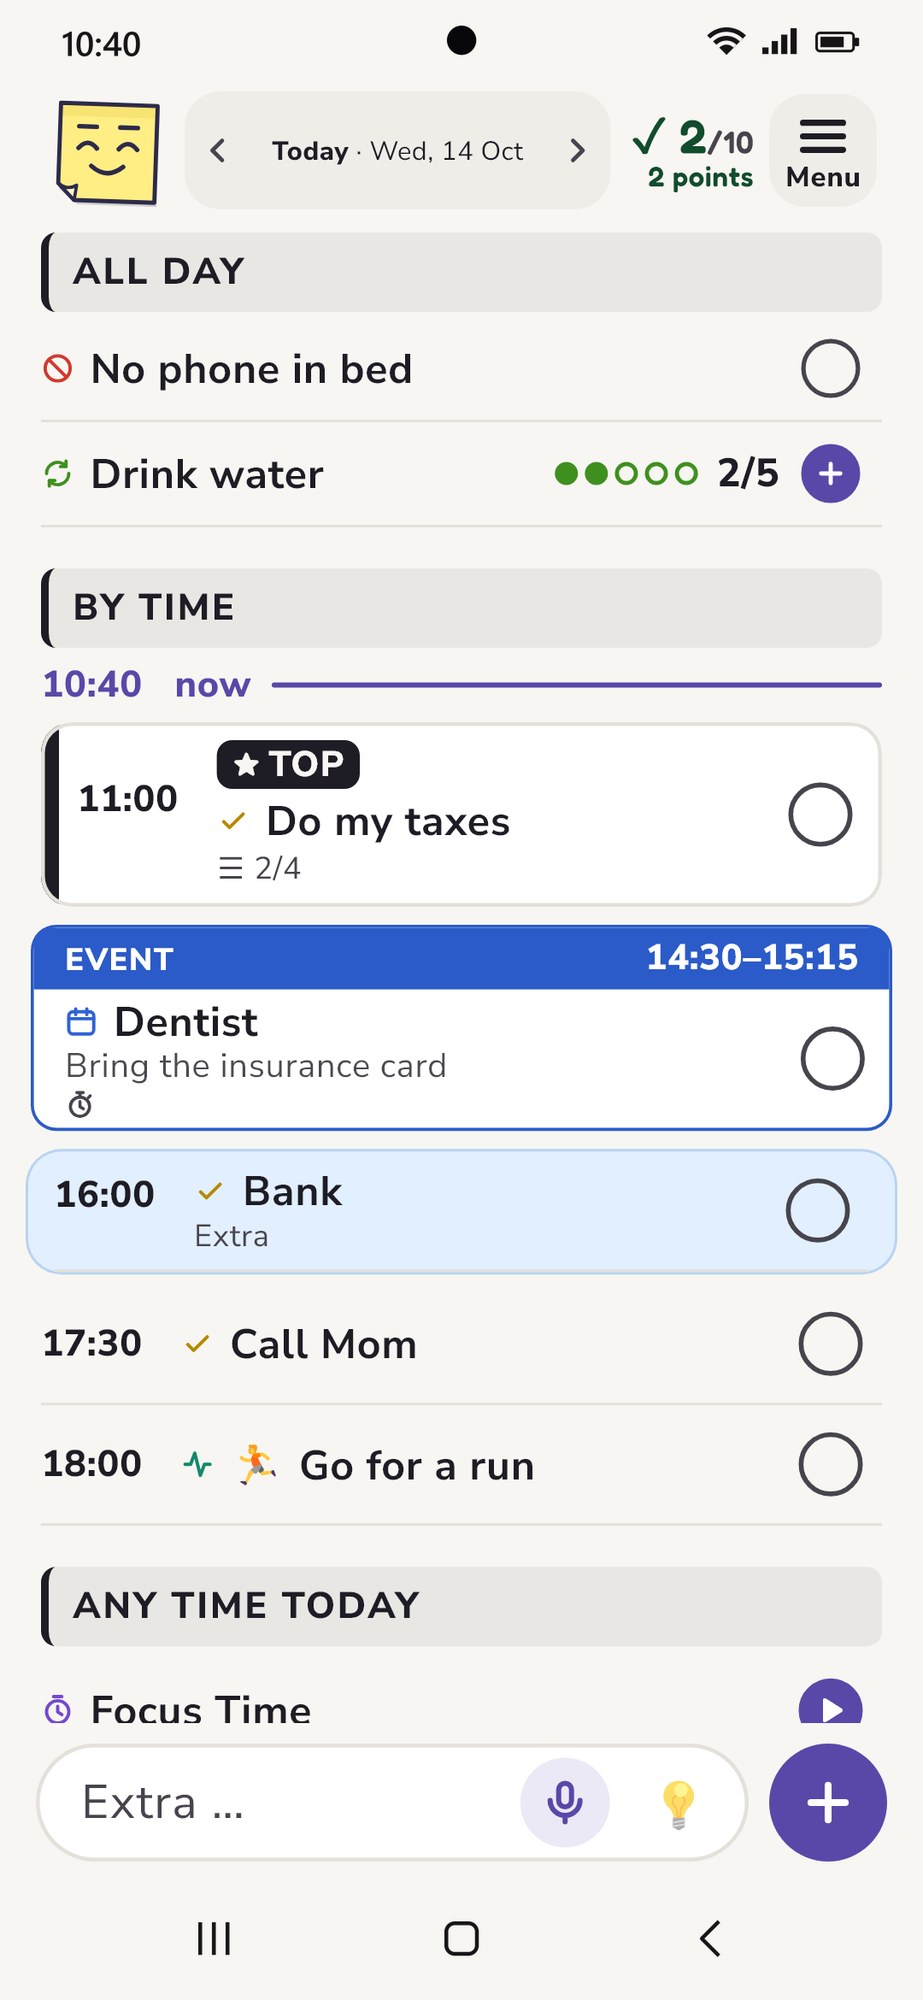 10:40
Today · Wed, 14 Oct
✓ 2/10
2 points
Menu
ALL DAY
No phone in bed
Drink water
2/5
BY TIME
10:40 now
11:00
TOP
Do my taxes
2/4
EVENT
14:30–15:15
Dentist
Bring the insurance card
16:00
Bank
Extra
17:30
Call Mom
18:00
Go for a run
ANY TIME TODAY
Focus Time
Extra ...